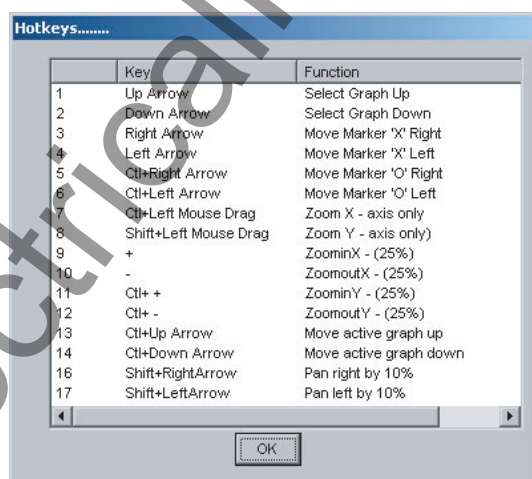 Hotkeys........
Key Function
1 Up Arrow Select Graph Up
2 Down Arrow Select Graph Down
3 Right Arrow Move Marker 'X' Right
4 Left Arrow Move Marker 'X' Left
5 Ctl+Right Arrow Move Marker 'O' Right
6 Ctl+Left Arrow Move Marker 'O' Left
7 Ctl+Left Mouse Drag Zoom X - axis only
8 Shift+Left Mouse Drag Zoom Y - axis only)
9 + ZoominX - (25%)
10 - ZoomoutX - (25%)
11 Ctl+ + ZoominY - (25%)
12 Ctl+ - ZoomoutY - (25%)
13 Ctl+Up Arrow Move active graph up
14 Ctl+Down Arrow Move active graph down
16 Shift+RightArrow Pan right by 10%
17 Shift+LeftArrow Pan left by 10%
OK
ctrical